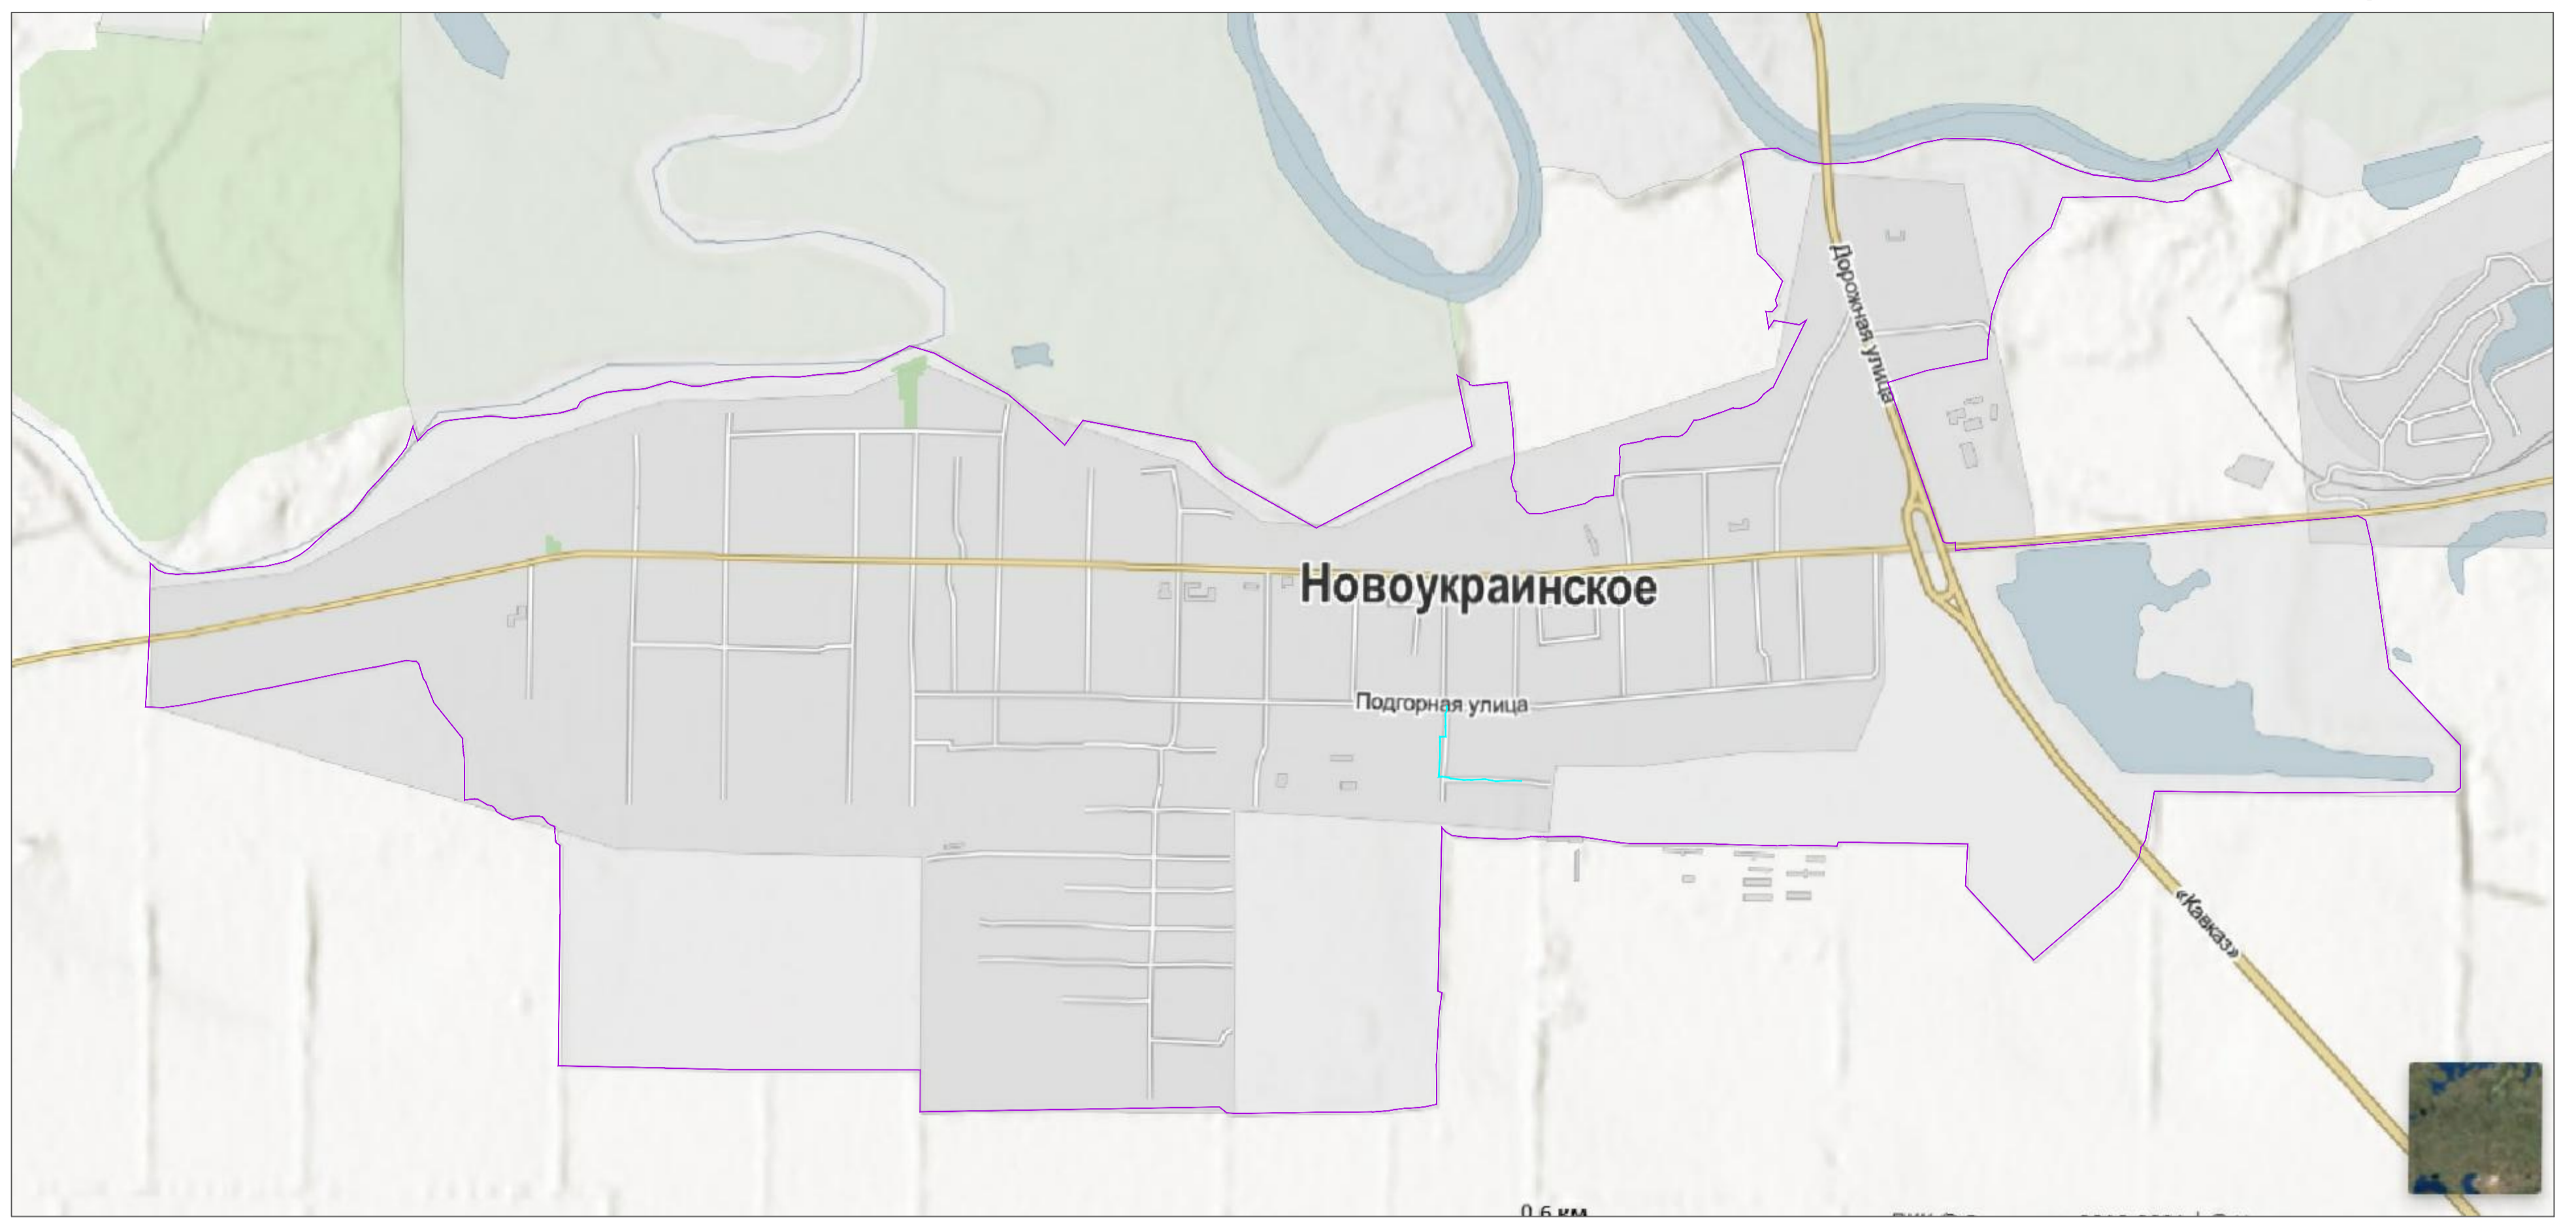 Дорожная улица
Новоукраинское
Подгорная улица
«Кавказ»
0,6 км